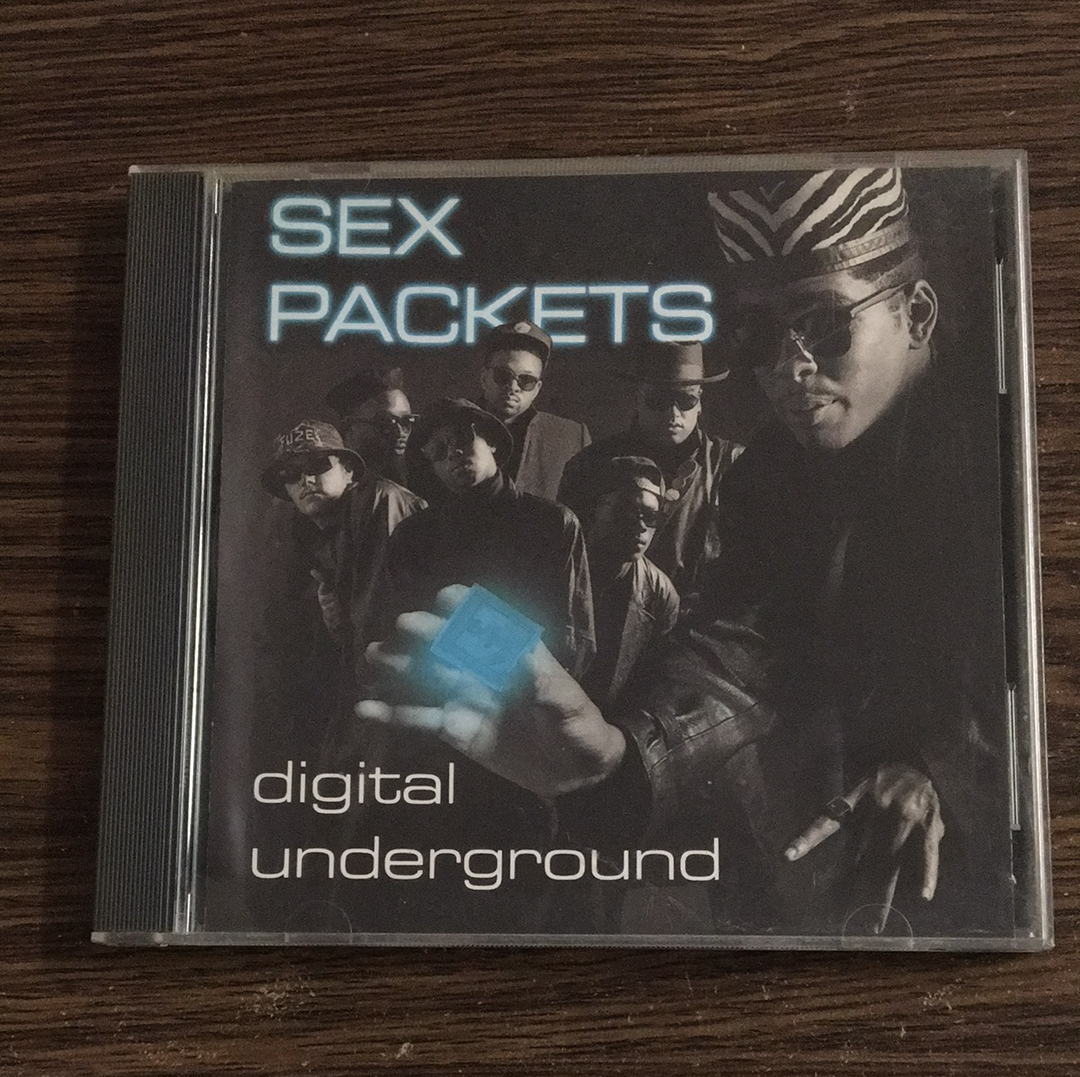 SEX
PACKETS
digital
underground